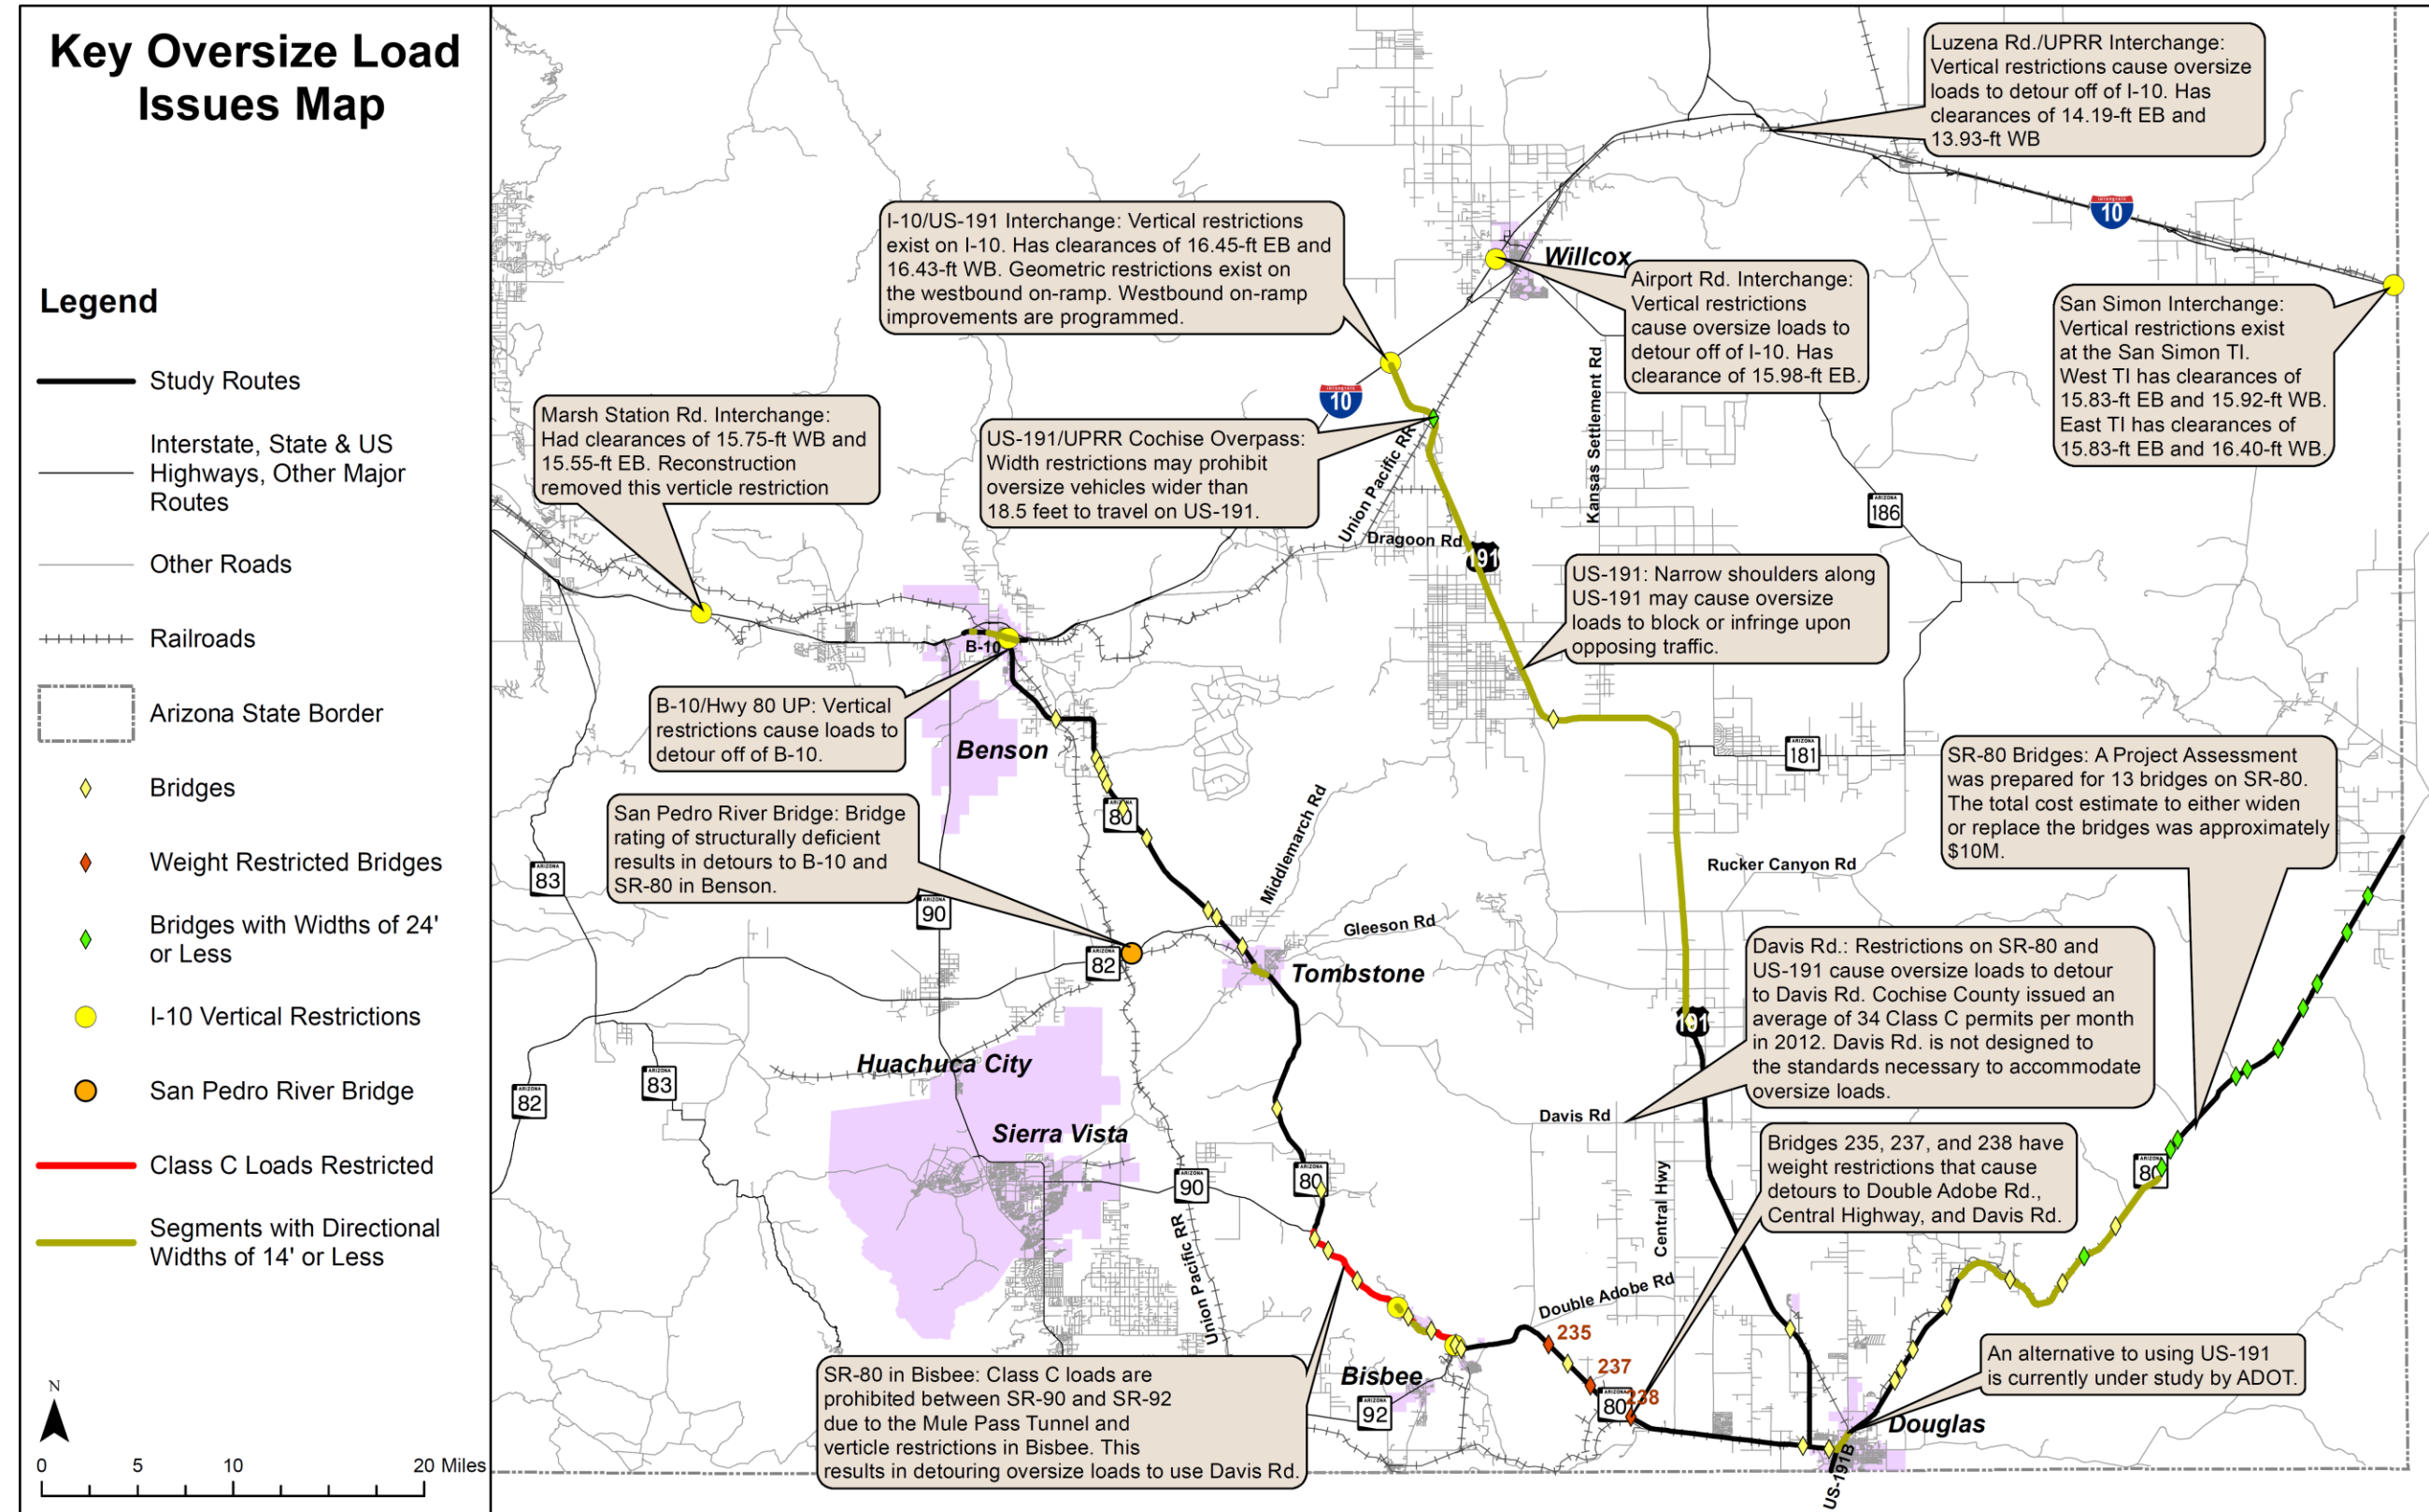 Key Oversize Load
Issues Map
Legend
Study Routes
Interstate, State & US
Highways, Other Major
Routes
Other Roads
Railroads
Arizona State Border
Bridges
Weight Restricted Bridges
Bridges with Widths of 24'
or Less
I-10 Vertical Restrictions
San Pedro River Bridge
Class C Loads Restricted
Segments with Directional
Widths of 14' or Less
N
0 5 10 20 Miles
Luzena Rd./UPRR Interchange:
Vertical restrictions cause oversize
loads to detour off of I-10. Has
clearances of 14.19-ft EB and
13.93-ft WB
INTERSTATE
10
I-10/US-191 Interchange: Vertical restrictions
exist on I-10. Has clearances of 16.45-ft EB and
16.43-ft WB. Geometric restrictions exist on
the westbound on-ramp. Westbound on-ramp
improvements are programmed.
Willcox
Airport Rd. Interchange:
Vertical restrictions
cause oversize loads to
detour off of I-10. Has
clearance of 15.98-ft EB.
San Simon Interchange:
Vertical restrictions exist
at the San Simon TI.
West TI has clearances of
15.83-ft EB and 15.92-ft WB.
East TI has clearances of
15.83-ft EB and 16.40-ft WB.
INTERSTATE
10
Marsh Station Rd. Interchange:
Had clearances of 15.75-ft WB and
15.55-ft EB. Reconstruction
removed this verticle restriction
US-191/UPRR Cochise Overpass:
Width restrictions may prohibit
oversize vehicles wider than
18.5 feet to travel on US-191.
Union Pacific RR
Kansas Settlement Rd
ARIZONA
186
Dragoon Rd
191
US-191: Narrow shoulders along
US-191 may cause oversize
loads to block or infringe upon
opposing traffic.
B-10
B-10/Hwy 80 UP: Vertical
restrictions cause loads to
detour off of B-10.
Benson
ARIZONA
181
SR-80 Bridges: A Project Assessment
was prepared for 13 bridges on SR-80.
The total cost estimate to either widen
or replace the bridges was approximately
$10M.
San Pedro River Bridge: Bridge
rating of structurally deficient
results in detours to B-10 and
SR-80 in Benson.
ARIZONA
80
Middlemarch Rd
Rucker Canyon Rd
ARIZONA
83
ARIZONA
90
Gleeson Rd
ARIZONA
82
Tombstone
Davis Rd.: Restrictions on SR-80 and
US-191 cause oversize loads to detour
to Davis Rd. Cochise County issued an
average of 34 Class C permits per month
in 2012. Davis Rd. is not designed to
the standards necessary to accommodate
oversize loads.
191
Huachuca City
ARIZONA
83
ARIZONA
82
Davis Rd
Sierra Vista
Bridges 235, 237, and 238 have
weight restrictions that cause
detours to Double Adobe Rd.,
Central Highway, and Davis Rd.
ARIZONA
90
ARIZONA
80
ARIZONA
80
Central Hwy
Union Pacific RR
Double Adobe Rd
235
237
238
ARIZONA
80
Bisbee
ARIZONA
92
SR-80 in Bisbee: Class C loads are
prohibited between SR-90 and SR-92
due to the Mule Pass Tunnel and
verticle restrictions in Bisbee. This
results in detouring oversize loads to use Davis Rd.
An alternative to using US-191
is currently under study by ADOT.
Douglas
US-191B